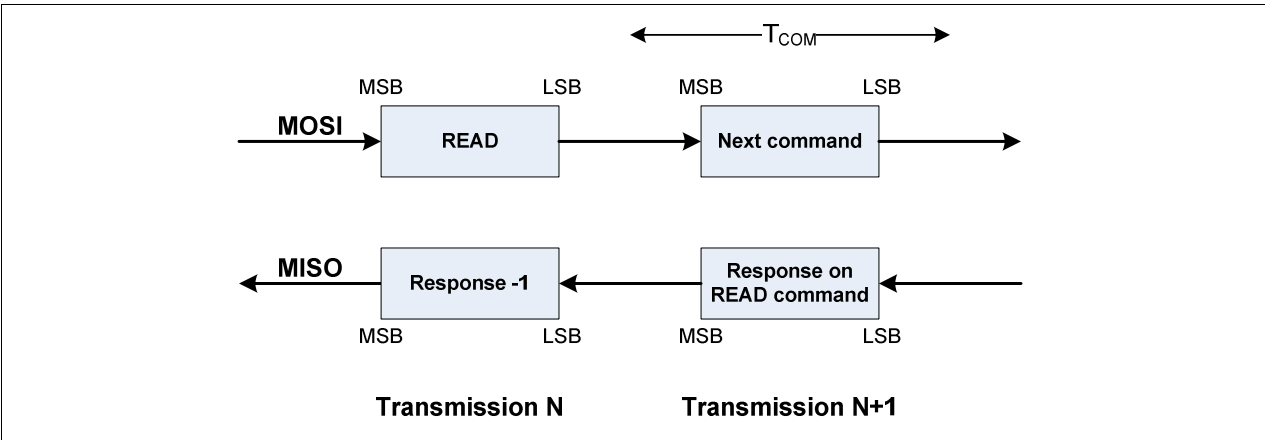 T_COM
MSB LSB MSB LSB
MOSI READ Next command
MISO Response -1 Response on
READ command
MSB LSB MSB LSB
Transmission N Transmission N+1